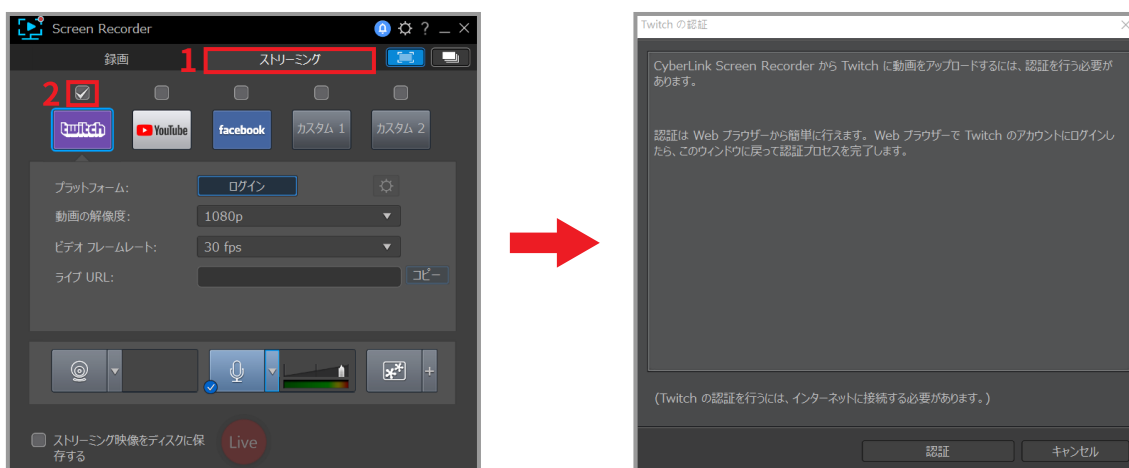 Screen Recorder
?
録画
1
ストリーミング
2
twitch
YouTube
facebook
カスタム 1
カスタム 2
プラットフォーム:
ログイン
動画の解像度:
1080p
ビデオ フレームレート:
30 fps
ライブ URL:
コピー
+
ストリーミング映像をディスクに保
存する
Live
Twitch の認証
CyberLink Screen Recorder から Twitch に動画をアップロードするには、認証を行う必要が
あります。
認証は Web ブラウザーから簡単に行えます。Web ブラウザーで Twitch のアカウントにログインし
たら、このウィンドウに戻って認証プロセスを完了します。
(Twitch の認証を行うには、インターネットに接続する必要があります。)
認証
キャンセル